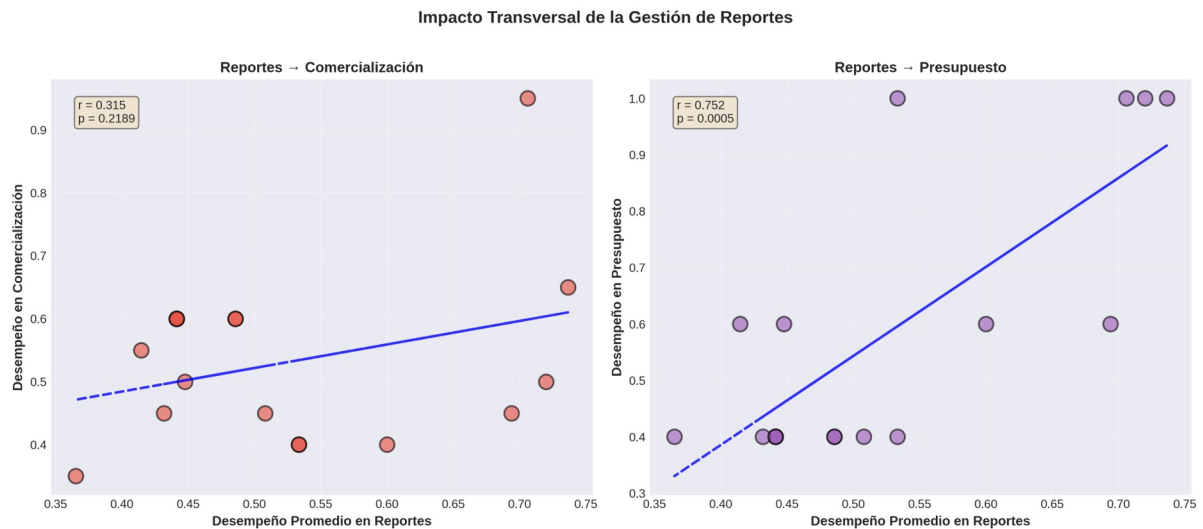 Impacto Transversal de la Gestión de Reportes
Reportes → Comercialización
r = 0.315
p = 0.2189
0.9
0.8
0.7
0.6
0.5
0.4
Desempeño en Comercialización
0.35 0.40 0.45 0.50 0.55 0.60 0.65 0.70 0.75
Desempeño Promedio en Reportes
Reportes → Presupuesto
r = 0.752
p = 0.0005
1.0
0.9
0.8
0.7
0.6
0.5
0.4
0.3
Desempeño en Presupuesto
0.35 0.40 0.45 0.50 0.55 0.60 0.65 0.70 0.75
Desempeño Promedio en Reportes